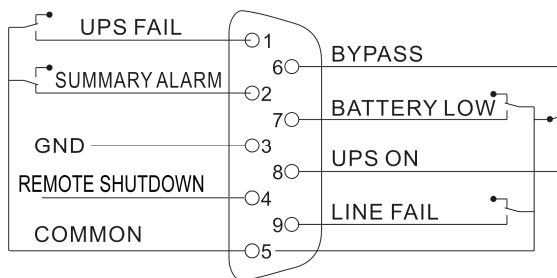 UPS FAIL
1
BYPASS
6
SUMMARY ALARM
2
BATTERY LOW
7
GND
3
UPS ON
8
REMOTE SHUTDOWN
4
LINE FAIL
9
COMMON
5